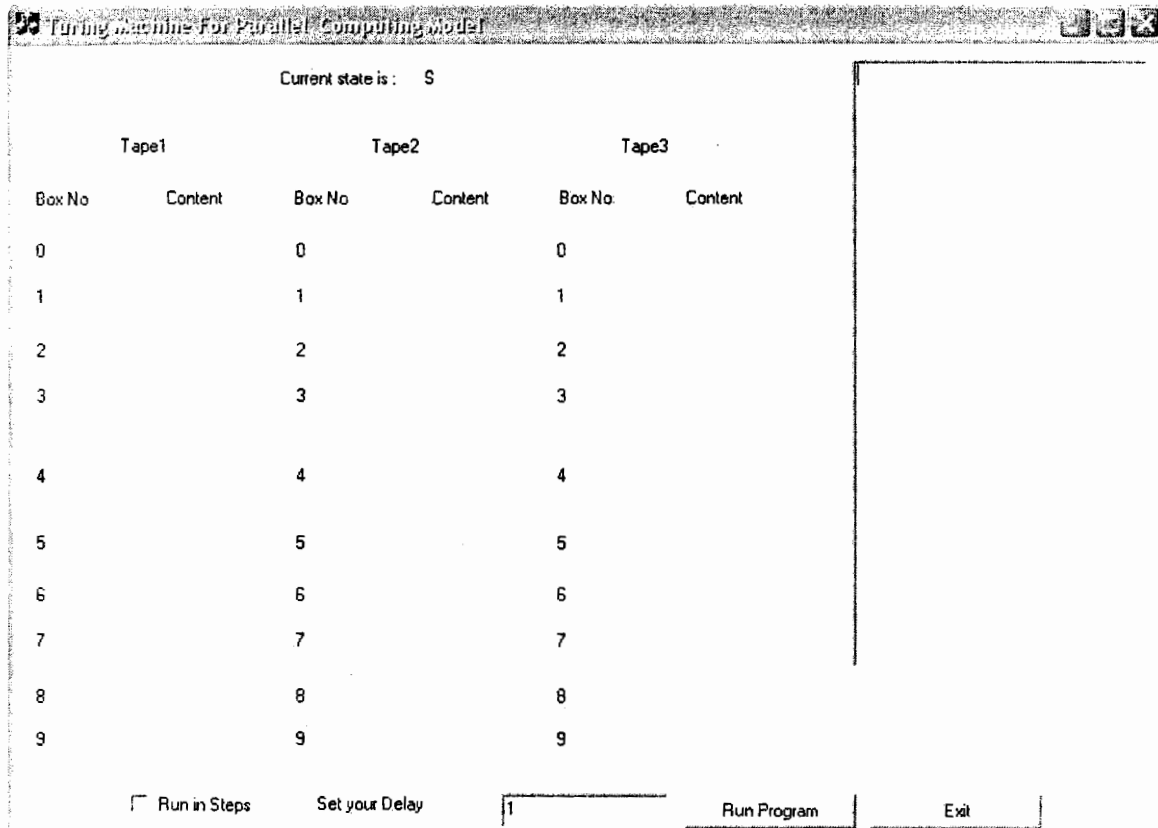 Turing Machine For Parallel Computing Model
Current state is : S
Tape1 Tape2 Tape3
Box No Content Box No Content Box No: Content
0 0 0
1 1 1
2 2 2
3 3 3
4 4 4
5 5 5
6 6 6
7 7 7
8 8 8
9 9 9
Run in Steps Set your Delay 1 Run Program Exit